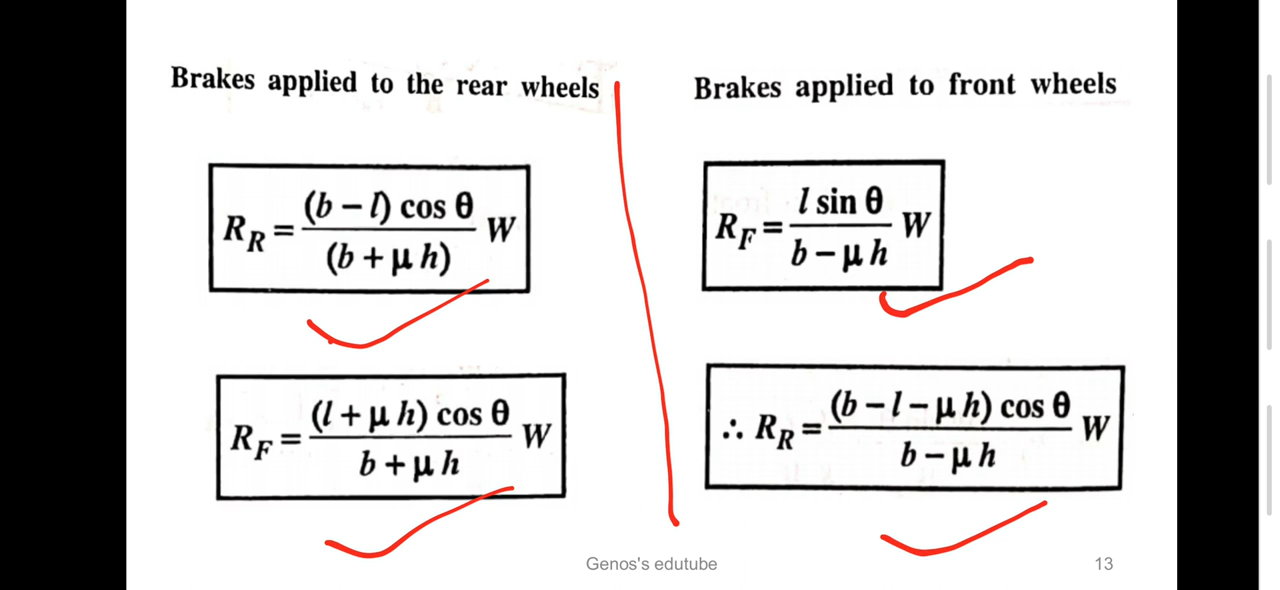 Brakes applied to the rear wheels
R_R = (b – l) cos θ / (b + μ h) W
R_F = (l + μ h) cos θ / b + μ h W
Brakes applied to front wheels
R_F = l sin θ / b – μ h W
∴ R_R = (b – l – μ h) cos θ / b – μ h W
Genos's edutube
13